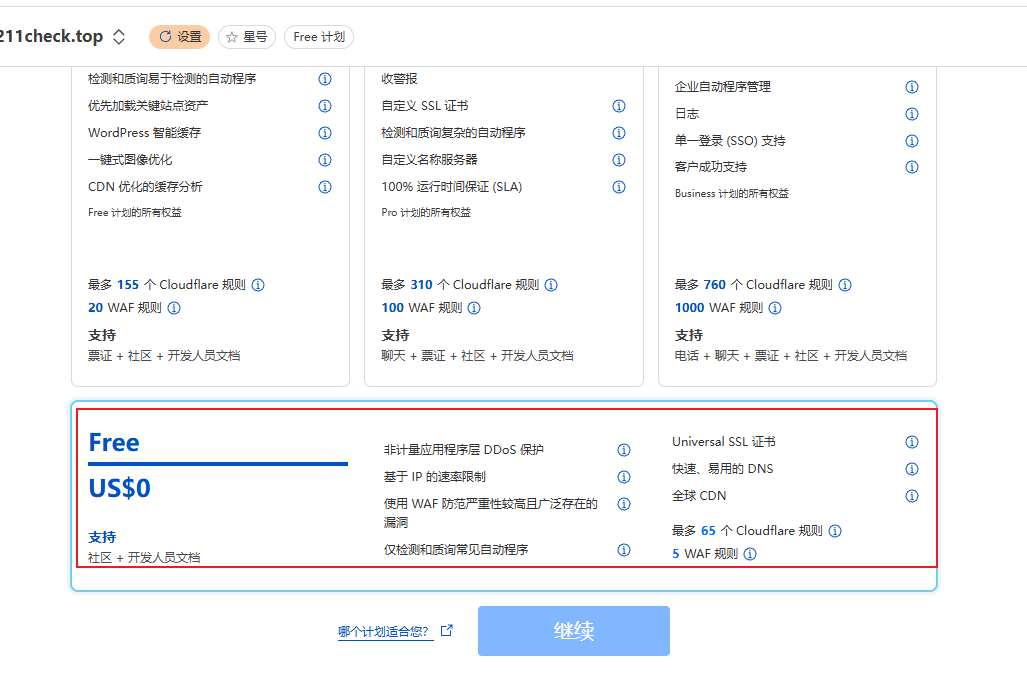 211check.top
设置
星号
Free 计划
检测和质询易于检测的自动程序
优先加载关键站点资产
WordPress 智能缓存
一键式图像优化
CDN 优化的缓存分析
Free 计划的所有权益
最多 155 个 Cloudflare 规则
20 WAF 规则
支持
票证 + 社区 + 开发人员文档
收警报
自定义 SSL 证书
检测和质询复杂的自动程序
自定义名称服务器
100% 运行时间保证 (SLA)
Pro 计划的所有权益
最多 310 个 Cloudflare 规则
100 WAF 规则
支持
聊天 + 票证 + 社区 + 开发人员文档
企业自动程序管理
日志
单一登录 (SSO) 支持
客户成功支持
Business 计划的所有权益
最多 760 个 Cloudflare 规则
1000 WAF 规则
支持
电话 + 聊天 + 票证 + 社区 + 开发人员文档
Free
US$0
支持
社区 + 开发人员文档
非计量应用程序层 DDoS 保护
基于 IP 的速率限制
使用 WAF 防范严重性较高且广泛存在的
漏洞
仅检测和质询常见自动程序
Universal SSL 证书
快速、易用的 DNS
全球 CDN
最多 65 个 Cloudflare 规则
5 WAF 规则
哪个计划适合您?
继续